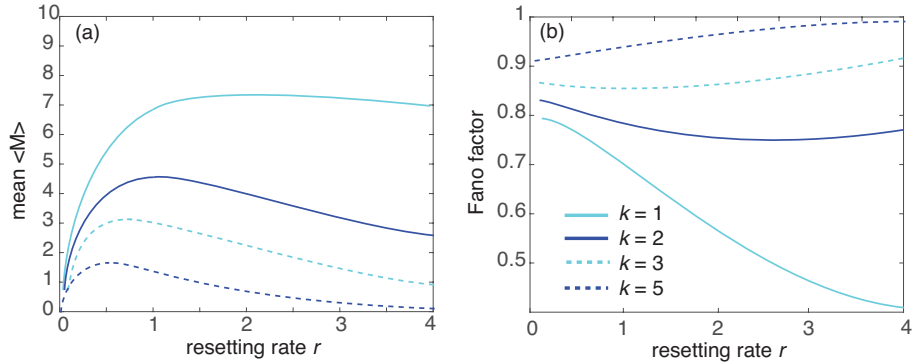 (a)
10
9
8
7
6
5
4
3
2
1
0
mean <M>
0
1
2
3
4
resetting rate r
(b)
1
0.9
0.8
0.7
0.6
0.5
Fano factor
k = 1
k = 2
k = 3
k = 5
0
1
2
3
4
resetting rate r